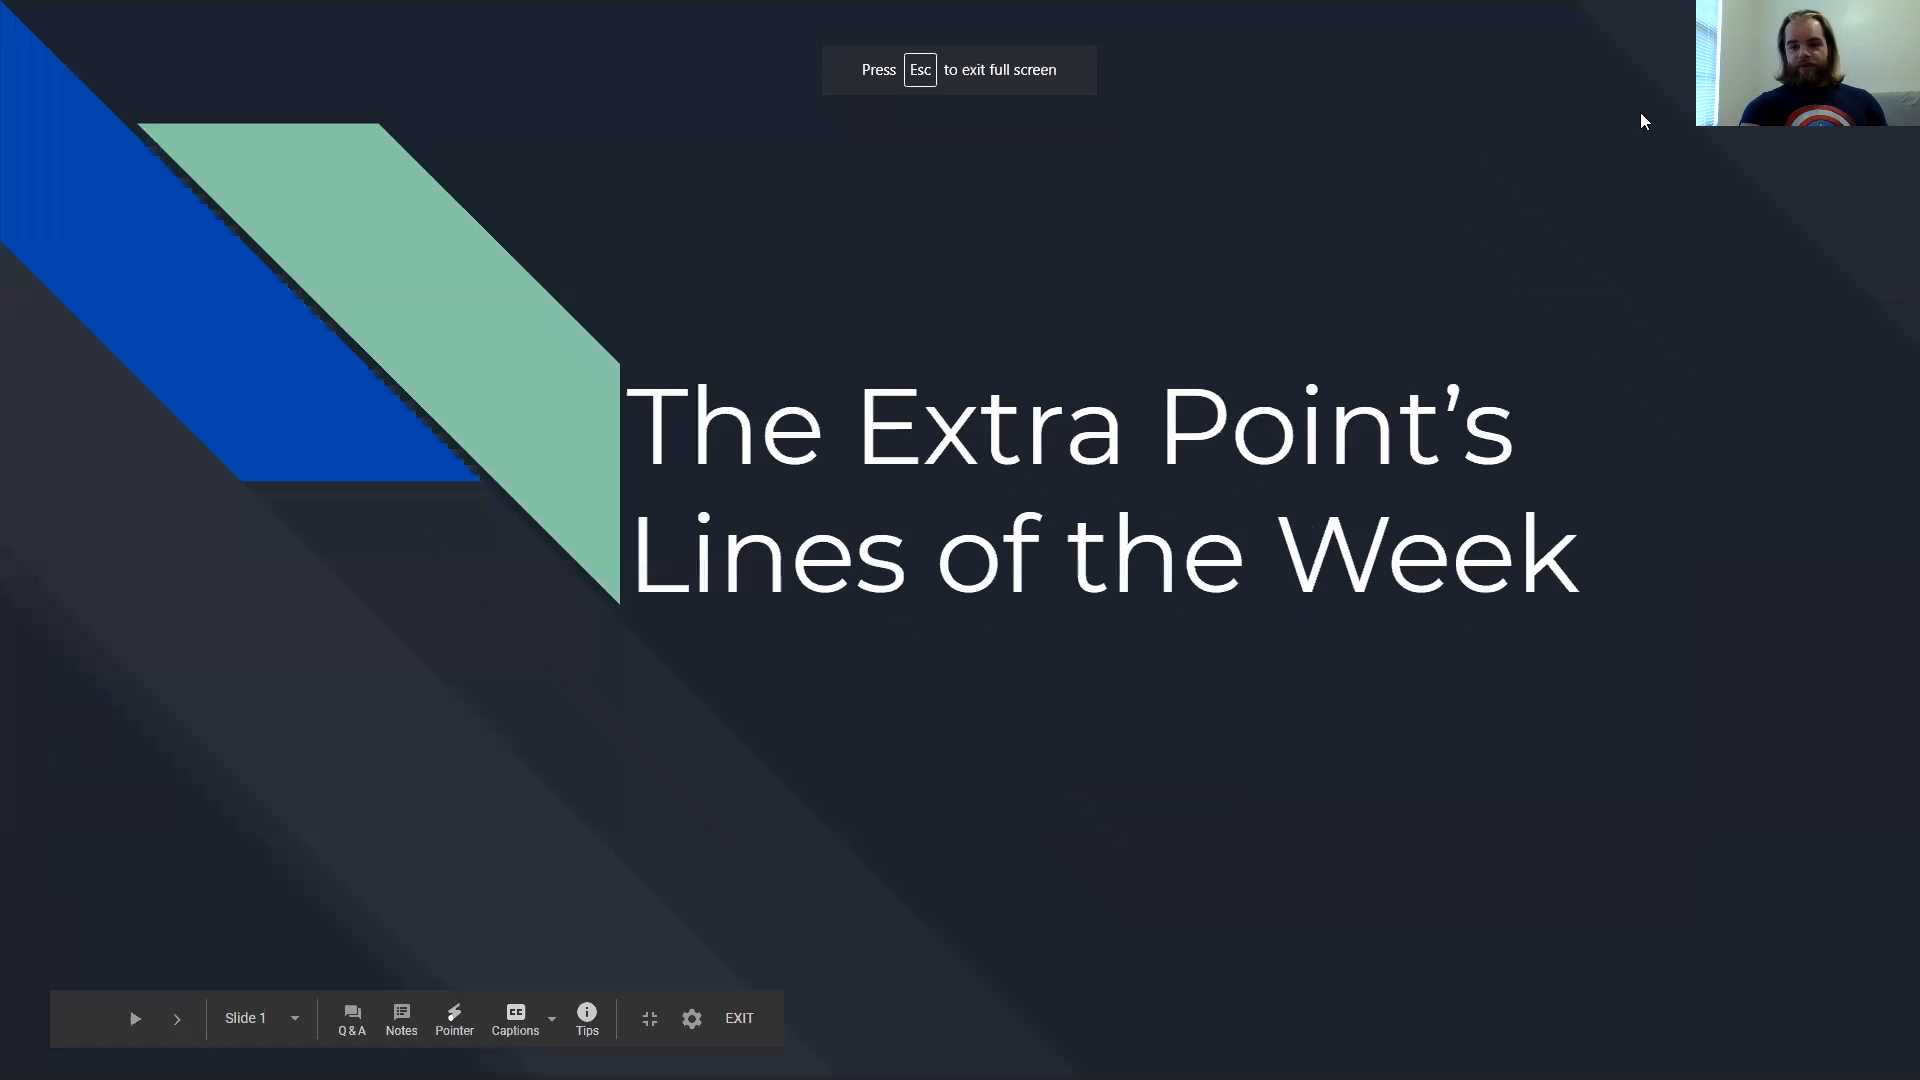 Press Esc to exit full screen
The Extra Point’s
Lines of the Week
Slide 1
Q&A
Notes
Pointer
CC
Captions
Tips
EXIT